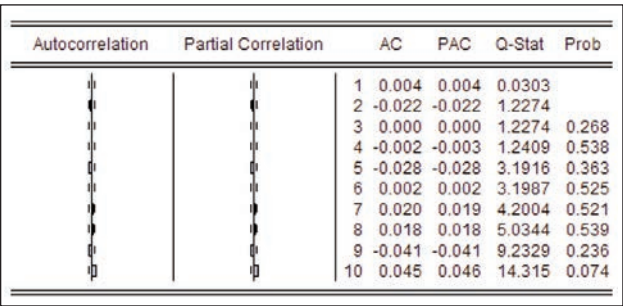 Autocorrelation Partial Correlation AC PAC Q-Stat Prob
1 0.004 0.004 0.0303
2 -0.022 -0.022 1.2274
3 0.000 0.000 1.2274 0.268
4 -0.002 -0.003 1.2409 0.538
5 -0.028 -0.028 3.1916 0.363
6 0.002 0.002 3.1987 0.525
7 0.020 0.019 4.2004 0.521
8 0.018 0.018 5.0344 0.539
9 -0.041 -0.041 9.2329 0.236
10 0.045 0.046 14.315 0.074